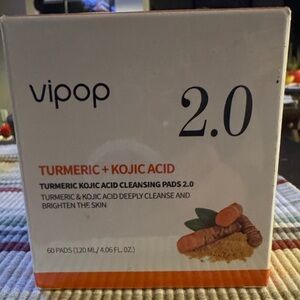 vipop
2.0
TURMERIC + KOJIC ACID
TURMERIC KOJIC ACID CLEANSING PADS 2.0
TURMERIC & KOJIC ACID DEEPLY CLEANSE AND
BRIGHTEN THE SKIN
60 PADS (120 ML/ 4.06 FL. OZ.)